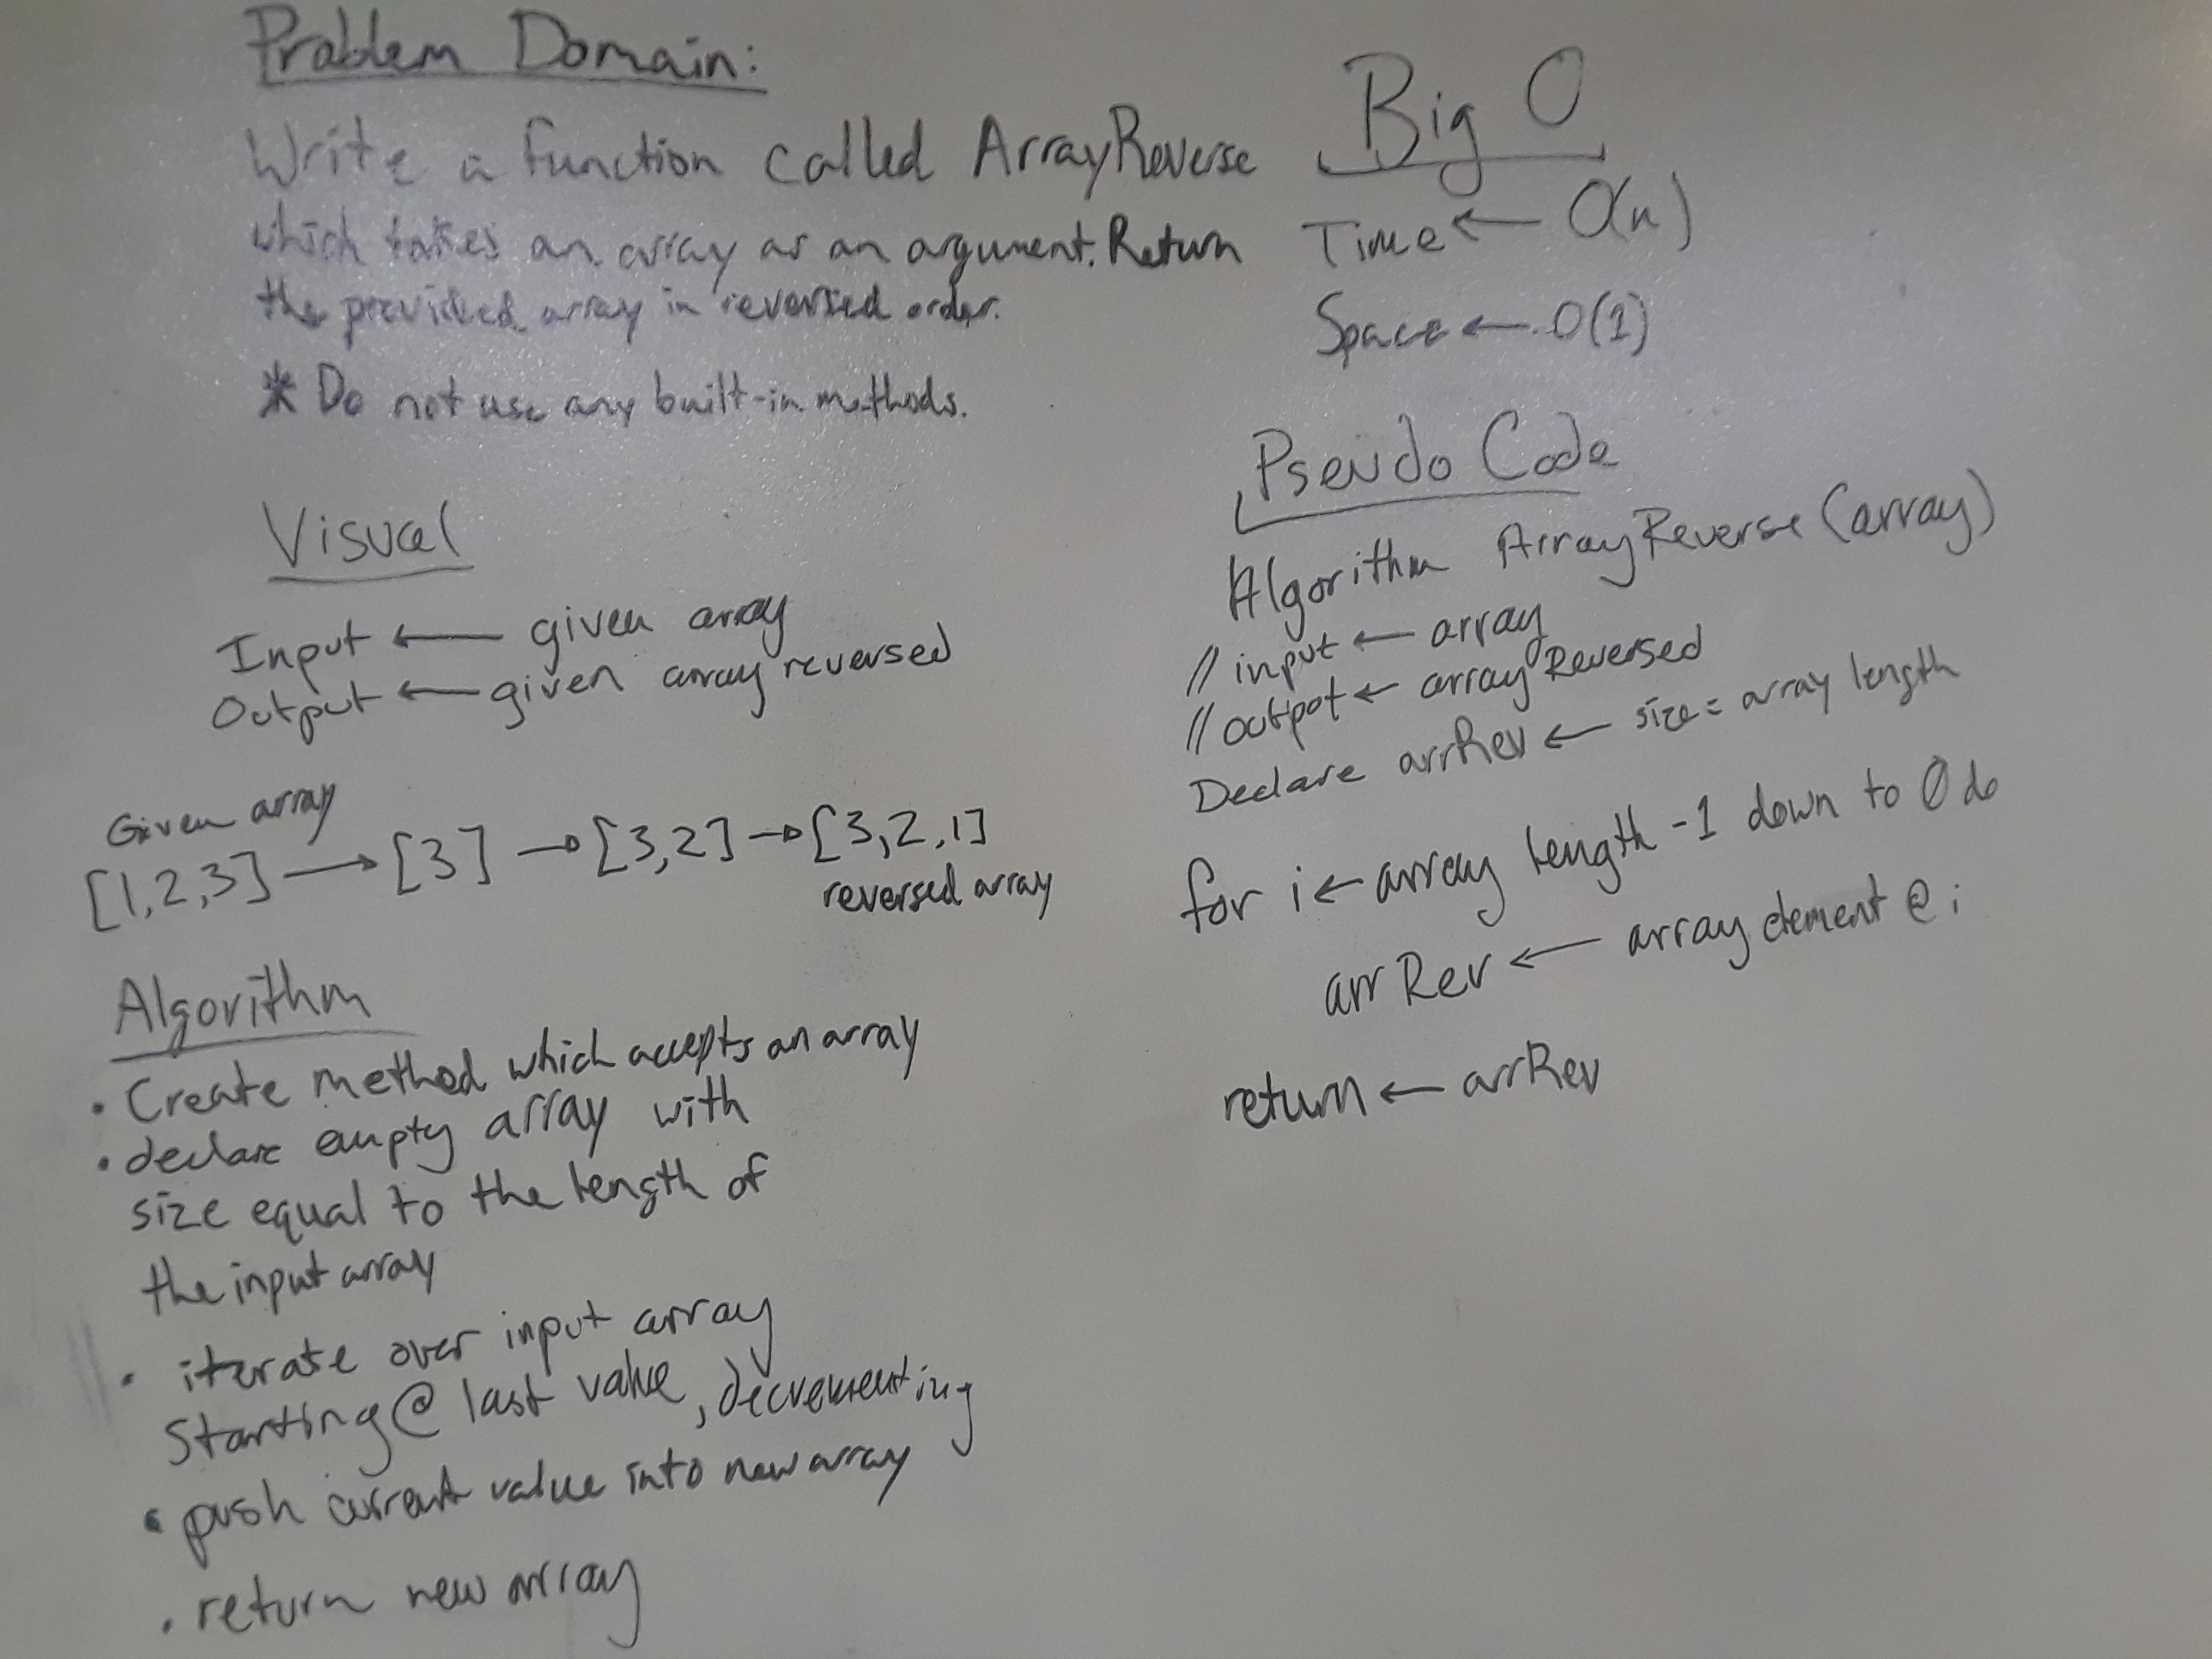 Problem Domain:
Write a function called ArrayReverse
which takes an array as an argument. Return
the provided array in reversed order.
* Do not use any built-in methods.
Visual
Input ← given array
Output ← given array reversed
Given array
[1,2,3] → [3] → [3,2] → [3,2,1]
reversed array
Algorithm
• Create method which accepts an array
• declare empty array with
size equal to the length of
the input array
• iterate over input array
Starting @ last value, decrementing
• push current value into new array
• return new array
Big O
Time ← O(n)
Space ← O(1)
Pseudo Code
Algorithm ArrayReverse (array)
// input ← array
// output ← array Reversed
Declare arrRev ← size = array length
for i ← array length -1 down to 0 do
arrRev ← array element @ i
return ← arrRev